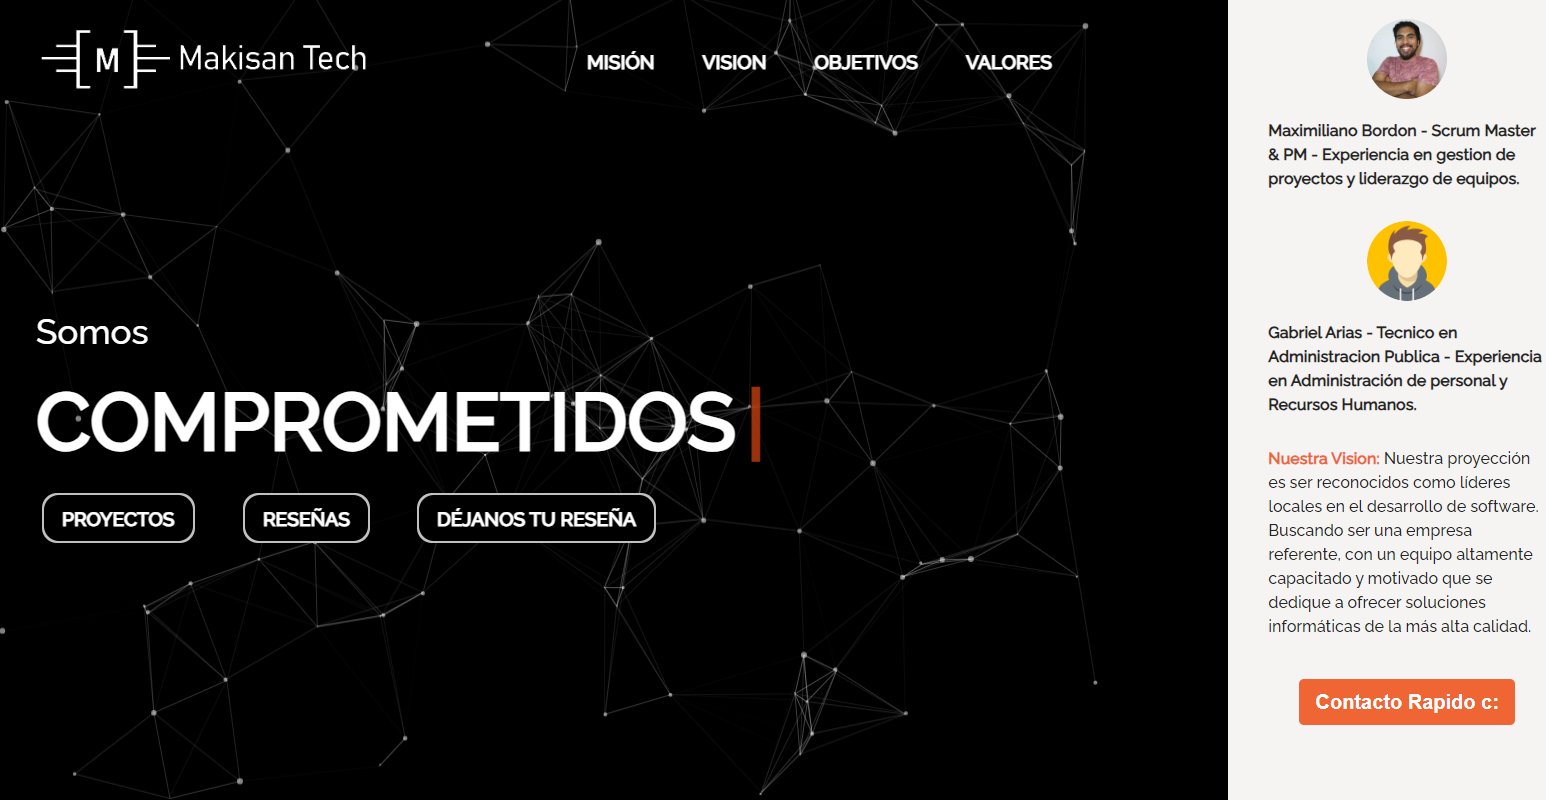 [M] Makisan Tech
MISIÓN VISION OBJETIVOS VALORES
Somos
COMPROMETIDOS
PROYECTOS RESEÑAS DÉJANOS TU RESEÑA
Maximiliano Bordon - Scrum Master
& PM - Experiencia en gestion de
proyectos y liderazgo de equipos.
Gabriel Arias - Tecnico en
Administracion Publica - Experiencia
en Administración de personal y
Recursos Humanos.
Nuestra Vision: Nuestra proyección
es ser reconocidos como líderes
locales en el desarrollo de software.
Buscando ser una empresa
referente, con un equipo altamente
capacitado y motivado que se
dedique a ofrecer soluciones
informáticas de la más alta calidad.
Contacto Rapido c: